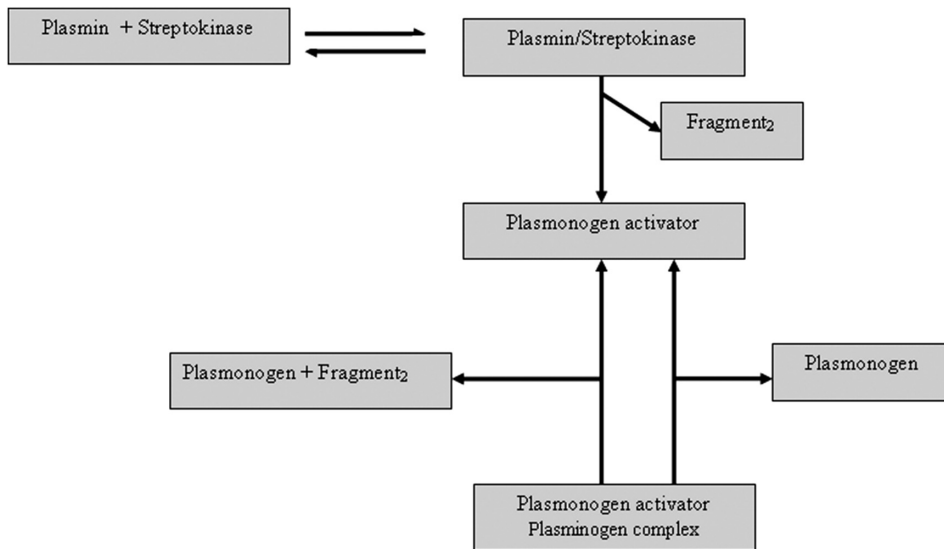 Plasmin + Streptokinase
Plasmin/Streptokinase
Fragment₂
Plasmonogen activator
Plasmonogen + Fragment₂
Plasmonogen
Plasmonogen activator
Plasminogen complex